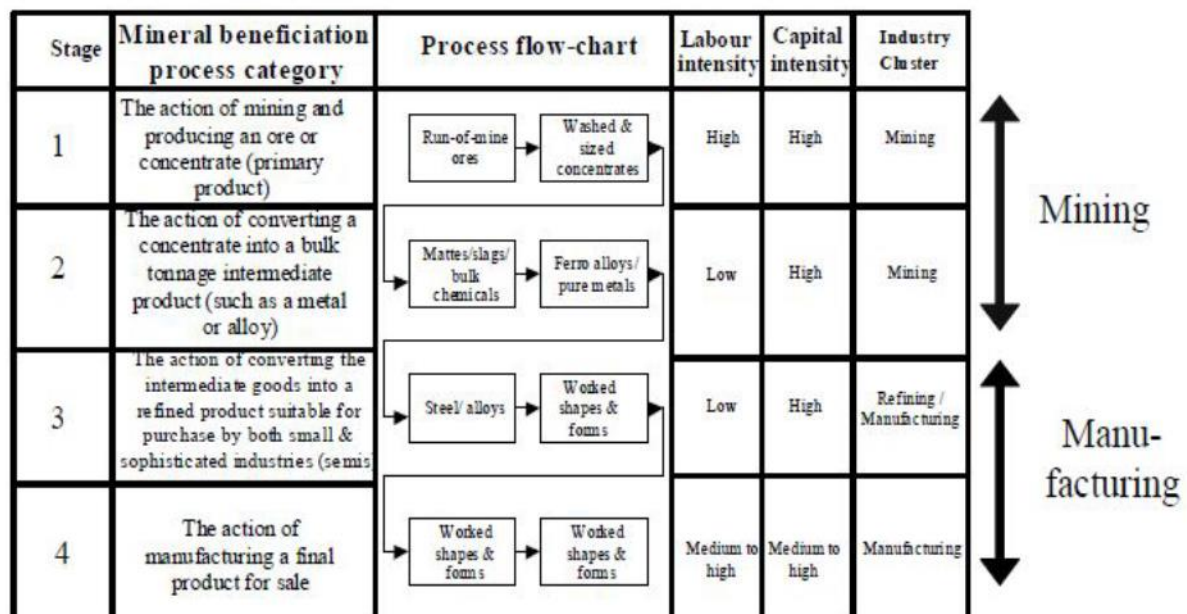 Stage
Mineral beneficiation
process category
Process flow-chart
Labour
intensity
Capital
intensity
Industry
Cluster
1
The action of mining and
producing an ore or
concentrate (primary
product)
Run-of-mine
ores
Washed &
sized
concentrates
High
High
Mining
2
The action of converting a
concentrate into a bulk
tonnage intermediate
product (such as a metal
or alloy)
Mattes/slags/
bulk
chemicals
Ferro alloys/
pure metals
Low
High
Mining
3
The action of converting the
intermediate goods into a
refined product suitable for
purchase by both small &
sophisticated industries (semis)
Steel/ alloys
Worked
shapes &
forms
Low
High
Refining /
Manufacturing
4
The action of
manufacturing a final
product for sale
Worked
shapes &
forms
Worked
shapes &
forms
Medium to
high
Medium to
high
Manufacturing
Mining
Manu-
facturing